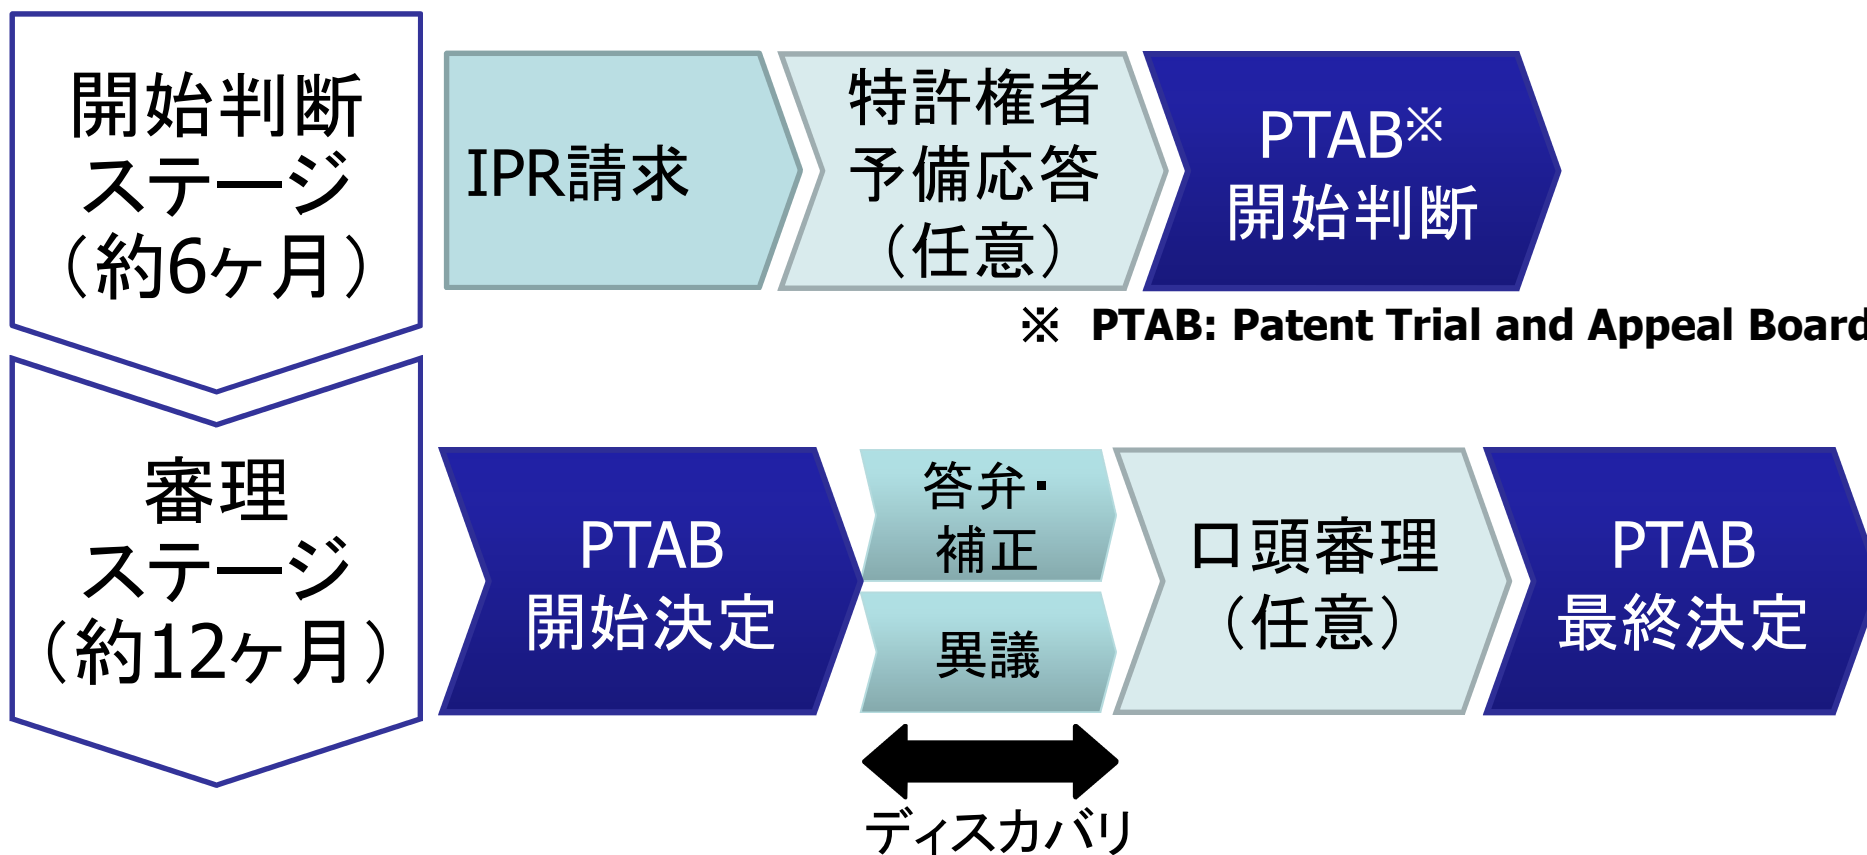 開始判断
ステージ
（約6ヶ月）
IPR請求
特許権者
予備応答
（任意）
PTAB※
開始判断
※ PTAB: Patent Trial and Appeal Board
審理
ステージ
（約12ヶ月）
PTAB
開始決定
答弁・
補正
異議
口頭審理
（任意）
PTAB
最終決定
ディスカバリ